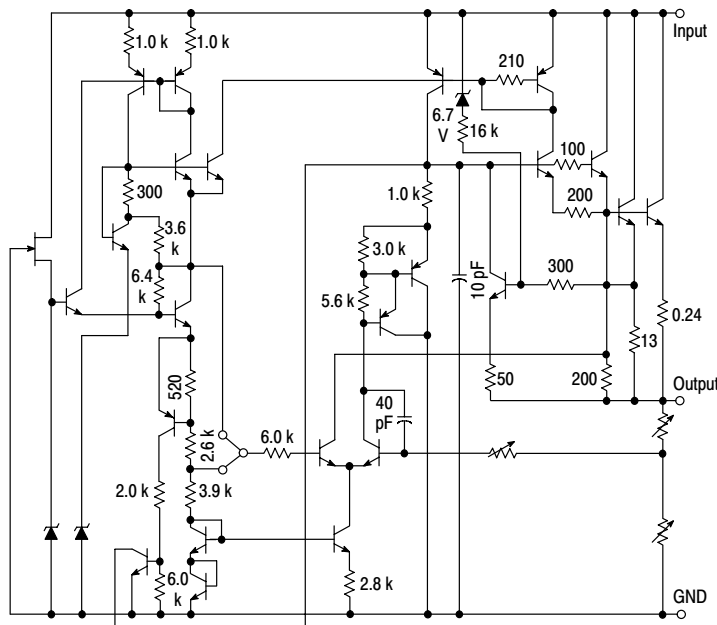 Input
1.0 k
1.0 k
210
6.7
V
16 k
100
300
1.0 k
200
3.6
k
3.0 k
6.4
k
10 pF
300
5.6 k
0.24
13
520
50
200
Output
40
pF
2.6 k
6.0 k
2.0 k
3.9 k
6.0
k
2.8 k
GND